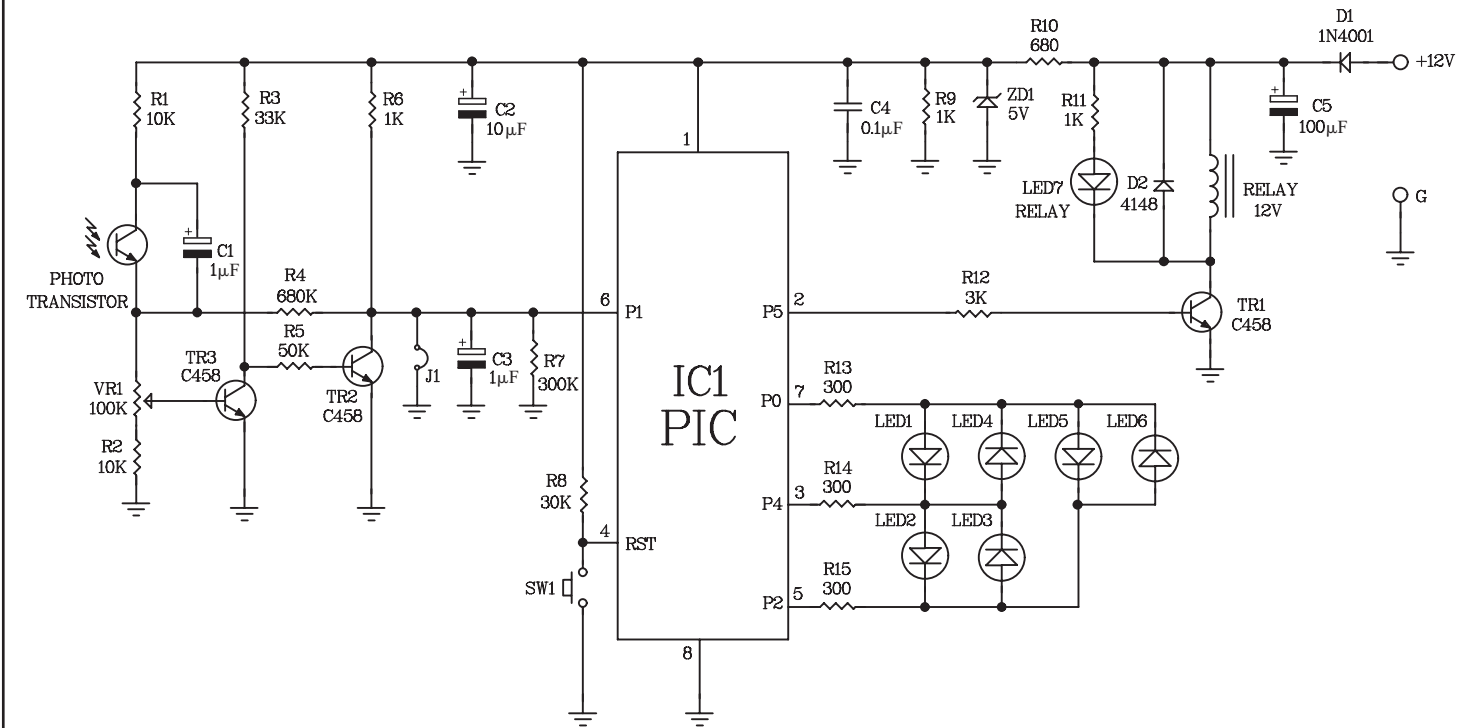 D1
1N4001
+12V
R10
680
R1
10K
R3
33K
R6
1K
+
C2
10µF
C4
0.1µF
R9
1K
ZD1
5V
R11
1K
+
C5
100µF
1
LED7
RELAY
D2
4148
RELAY
12V
G
+
C1
1µF
PHOTO
TRANSISTOR
R4
680K
R5
50K
6
P1
2
P5
R12
3K
TR1
C458
TR3
C458
TR2
C458
J1
+
C3
1µF
R7
300K
VR1
100K
R2
10K
IC1
PIC
P0
7
R13
300
LED1
LED4
LED5
LED6
P4
3
R14
300
LED2
LED3
R8
30K
4
RST
SW1
P2
5
R15
300
8